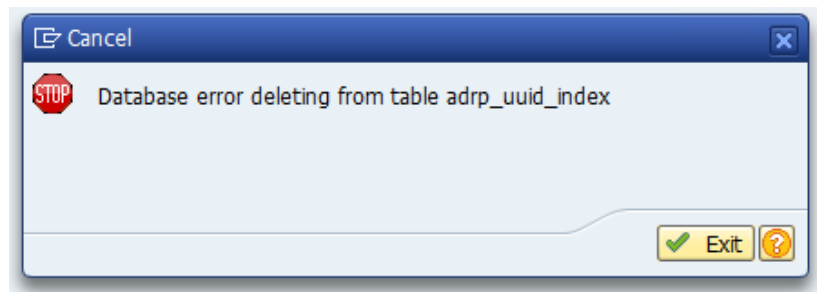 Cancel
STOP
Database error deleting from table adrp_uuid_index
Exit